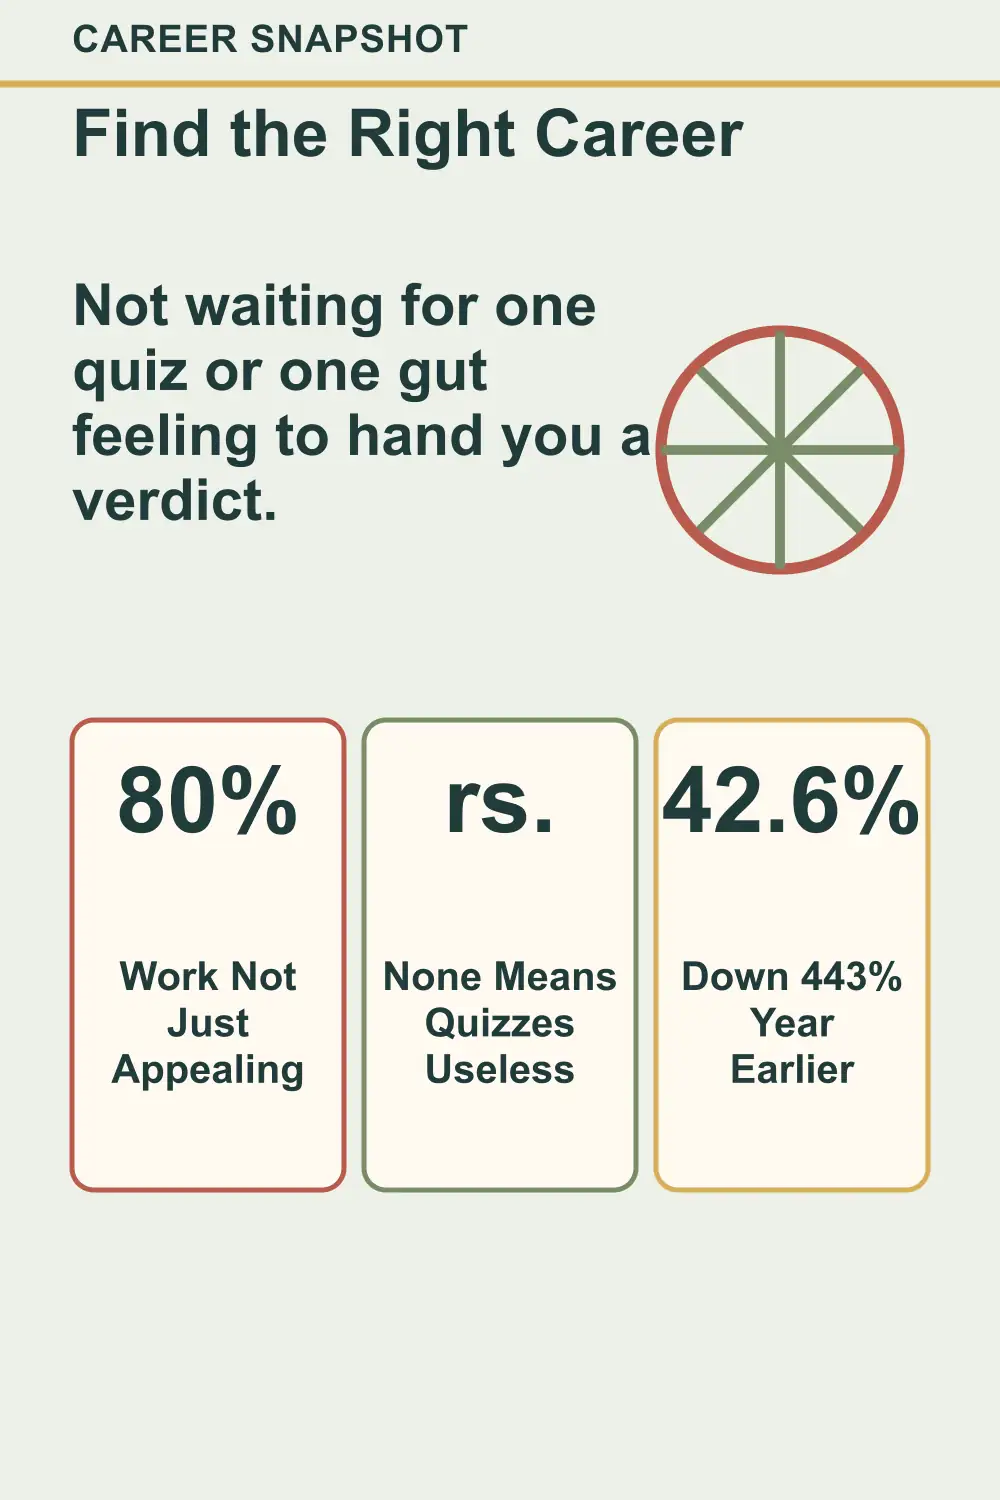 CAREER SNAPSHOT
Find the Right Career
Not waiting for one
quiz or one gut
feeling to hand you a
verdict.
80%
Work Not
Just
Appealing
rs.
None Means
Quizzes
Useless
42.6%
Down 443%
Year
Earlier